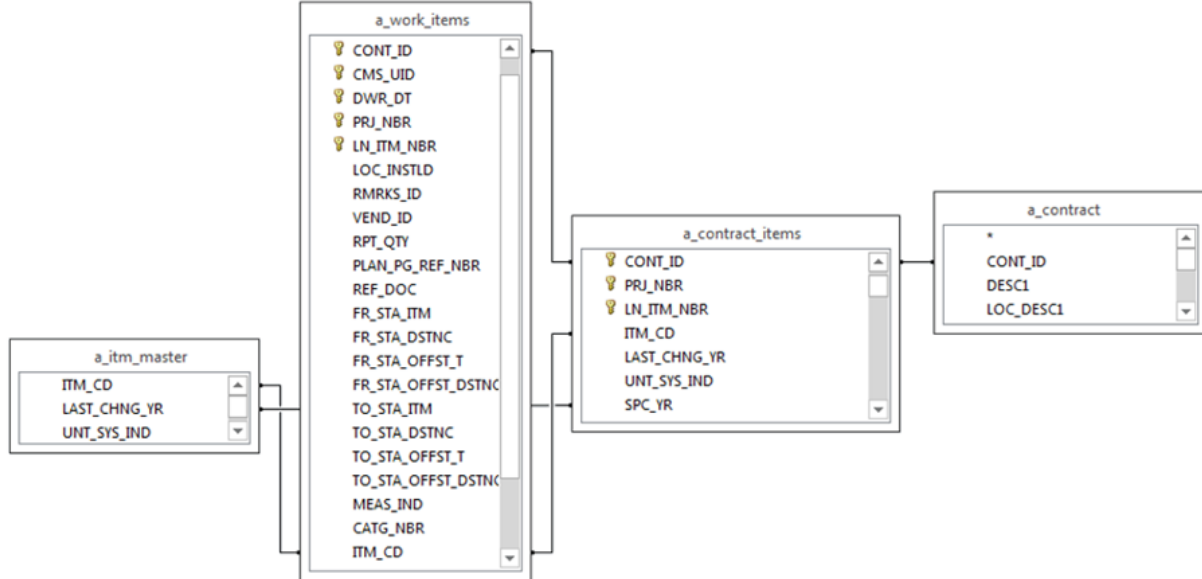 a_work_items
CONT_ID
CMS_UID
DWR_DT
PRJ_NBR
LN_ITM_NBR
LOC_INSTLD
RMRKS_ID
VEND_ID
RPT_QTY
PLAN_PG_REF_NBR
REF_DOC
FR_STA_ITM
FR_STA_DSTNC
FR_STA_OFFST_T
FR_STA_OFFST_DSTNC
TO_STA_ITM
TO_STA_DSTNC
TO_STA_OFFST_T
TO_STA_OFFST_DSTNC
MEAS_IND
CATG_NBR
ITM_CD
a_itm_master
ITM_CD
LAST_CHNG_YR
UNT_SYS_IND
a_contract_items
CONT_ID
PRJ_NBR
LN_ITM_NBR
ITM_CD
LAST_CHNG_YR
UNT_SYS_IND
SPC_YR
a_contract
*
CONT_ID
DESC1
LOC_DESC1